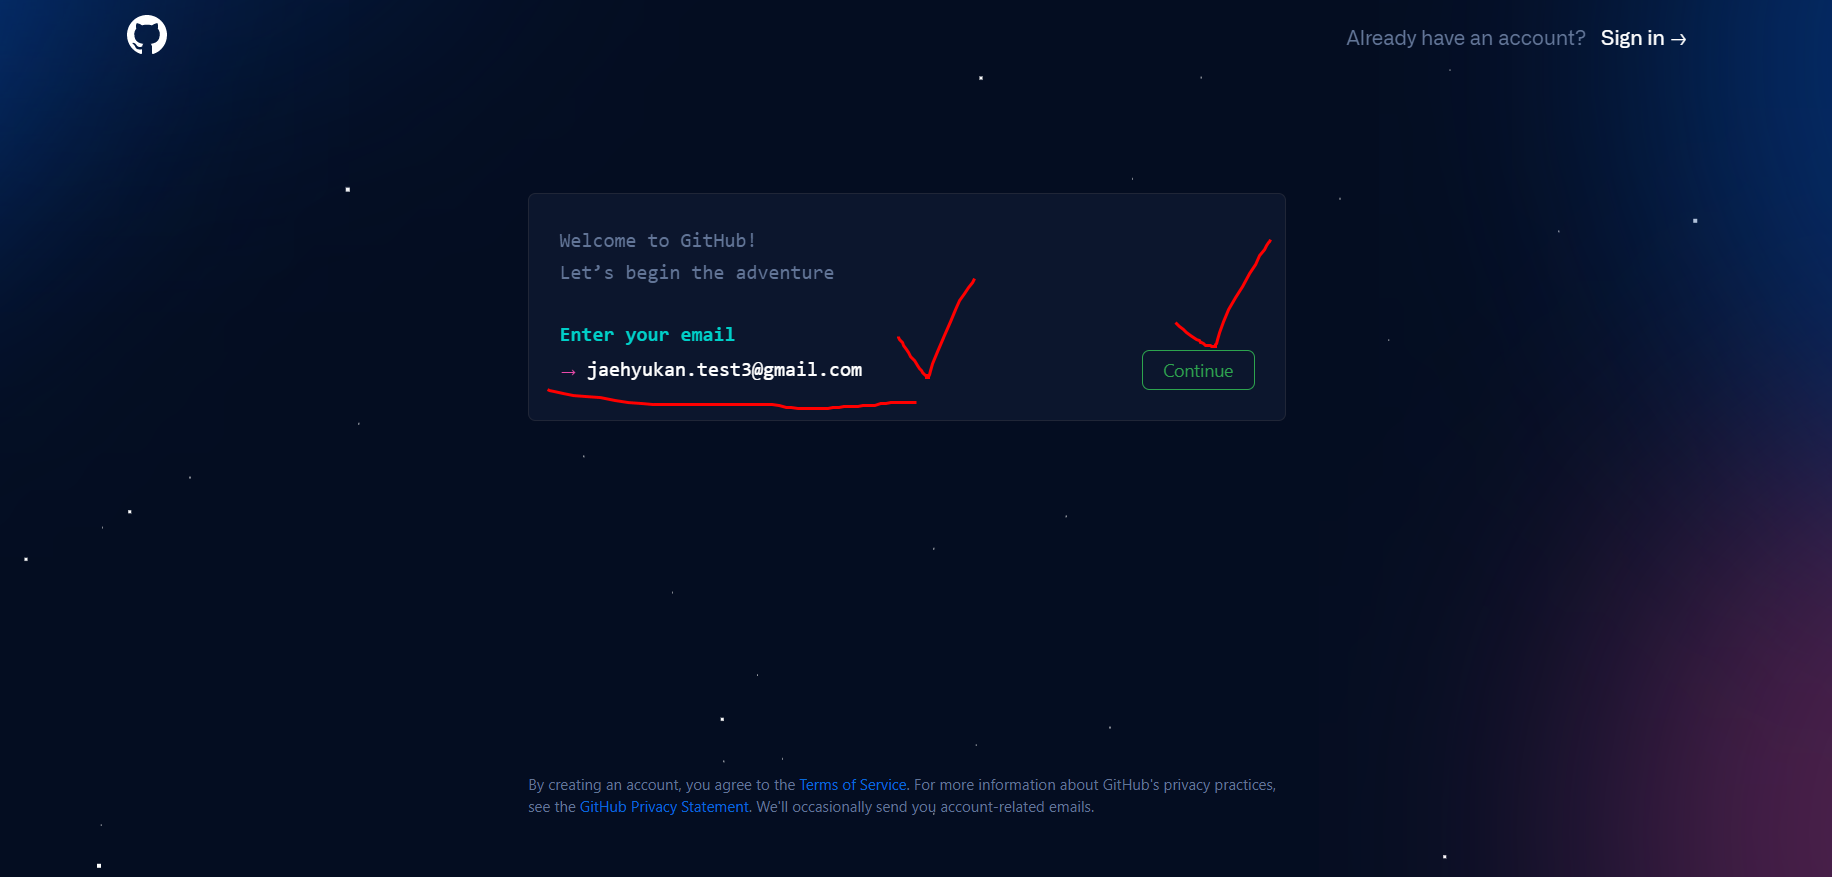 Already have an account? Sign in →
Welcome to GitHub!
Let’s begin the adventure
Enter your email
→ jaehyukan.test3@gmail.com
Continue
By creating an account, you agree to the Terms of Service. For more information about GitHub's privacy practices,
see the GitHub Privacy Statement. We'll occasionally send you account-related emails.